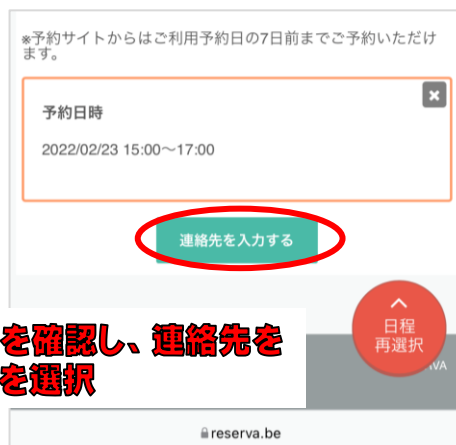 ※予約サイトからはご利用予約日の7日前までご予約いただけ
ます。
予約日時
2022/02/23 15:00〜17:00
連絡先を入力する
日程
再選択
を確認し、連絡先を
を選択
VA
reserva.be